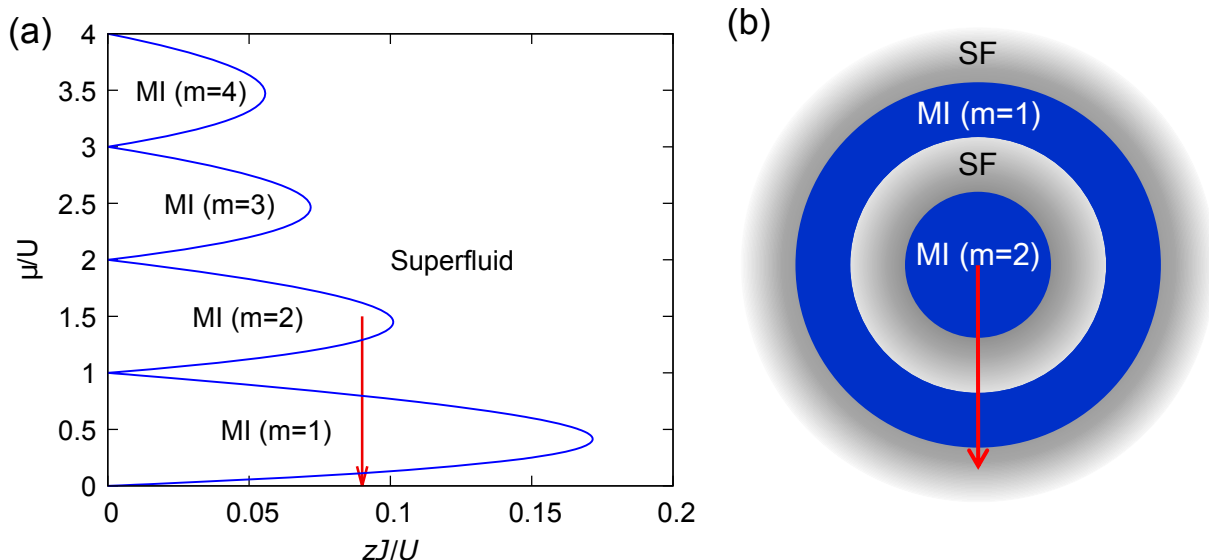 (a)
4
3.5
3
2.5
2
1.5
1
0.5
0
μ/U
MI (m=4)
MI (m=3)
Superfluid
MI (m=2)
MI (m=1)
0
0.05
0.1
0.15
0.2
zJ/U
(b)
SF
MI (m=1)
SF
MI (m=2)